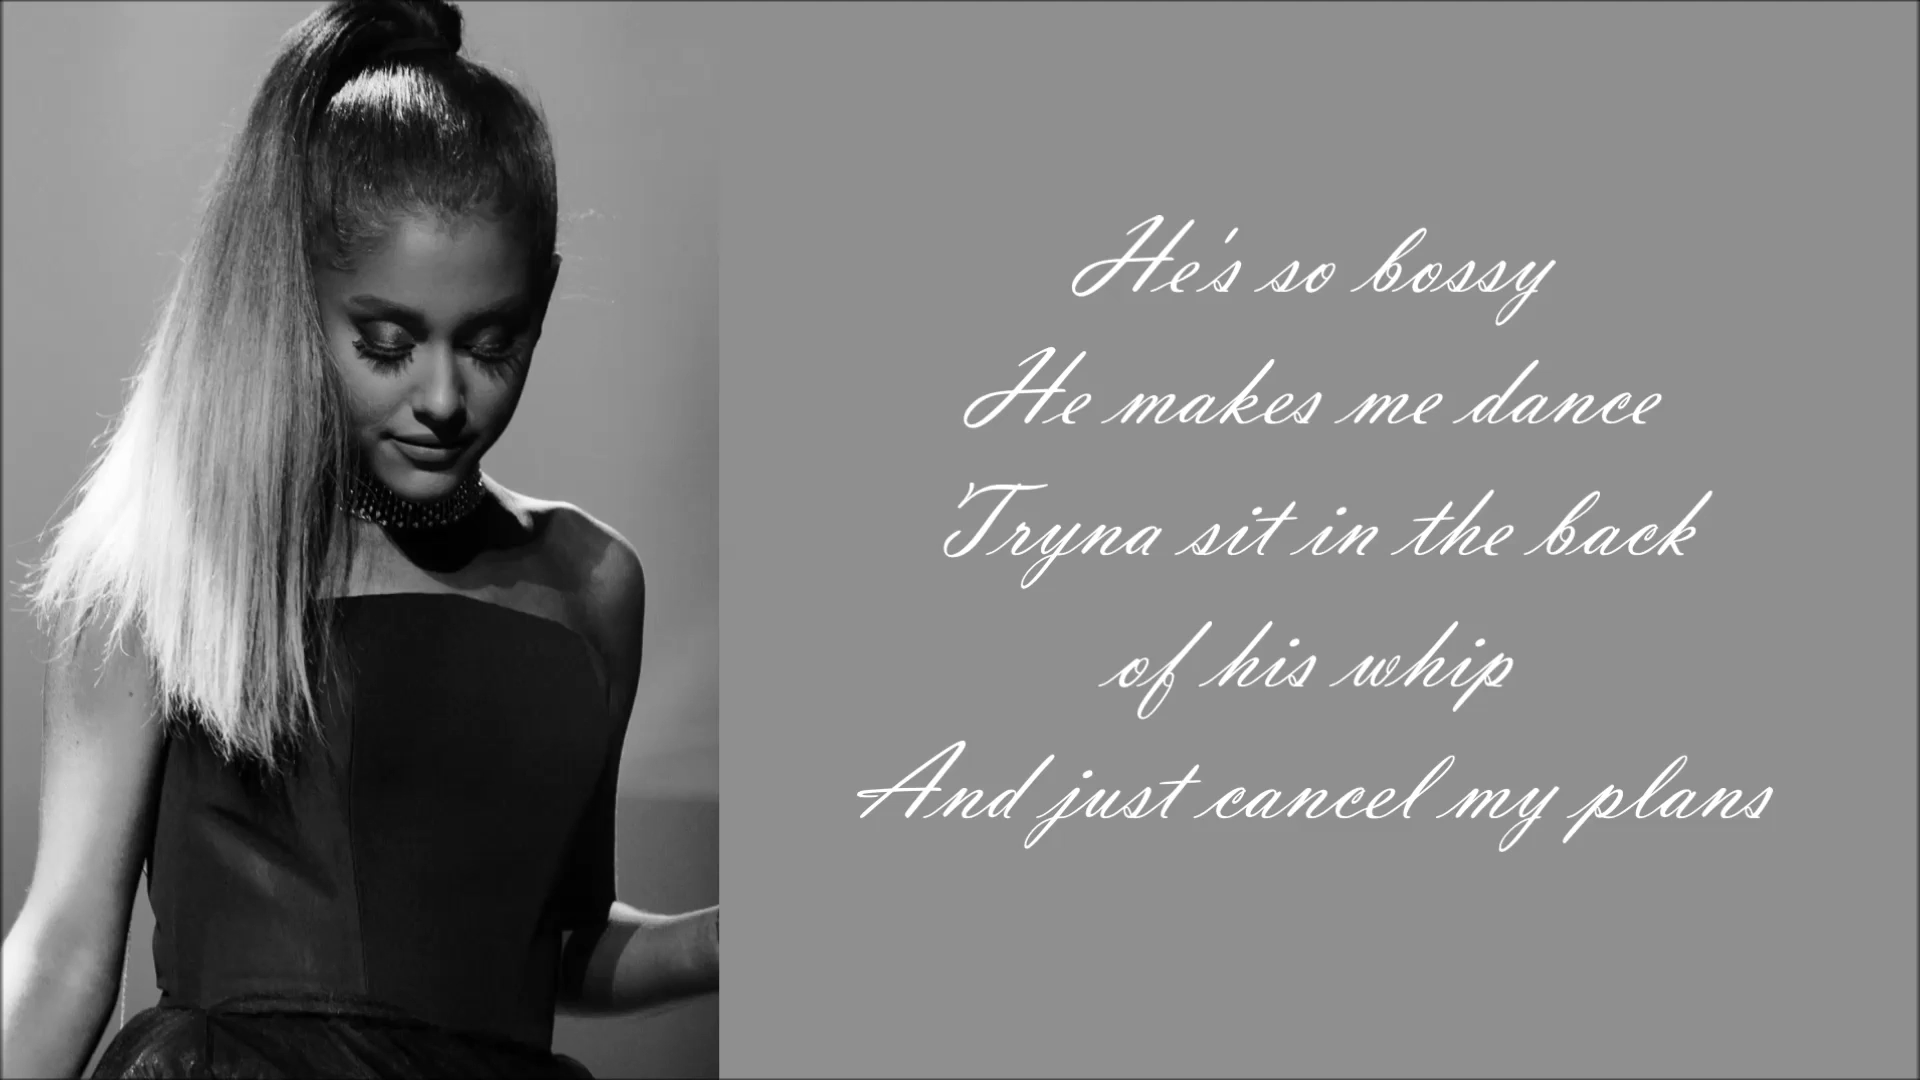 He's so bossy
He makes me dance
Tryna sit in the back
of his whip
And just cancel my plans